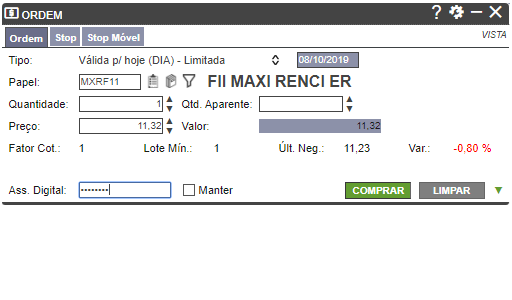 ORDEM ?
Ordem Stop Stop Móvel VISTA
Tipo: Válida p/ hoje (DIA) - Limitada 08/10/2019
Papel: MXRF11 FII MAXI RENCI ER
Quantidade: 1 Qtd. Aparente:
Preço: 11,32 Valor: 11,32
Fator Cot.: 1 Lote Mín.: 1 Últ. Neg.: 11,23 Var.: -0,80 %
Ass. Digital: •••••••• Manter COMPRAR LIMPAR